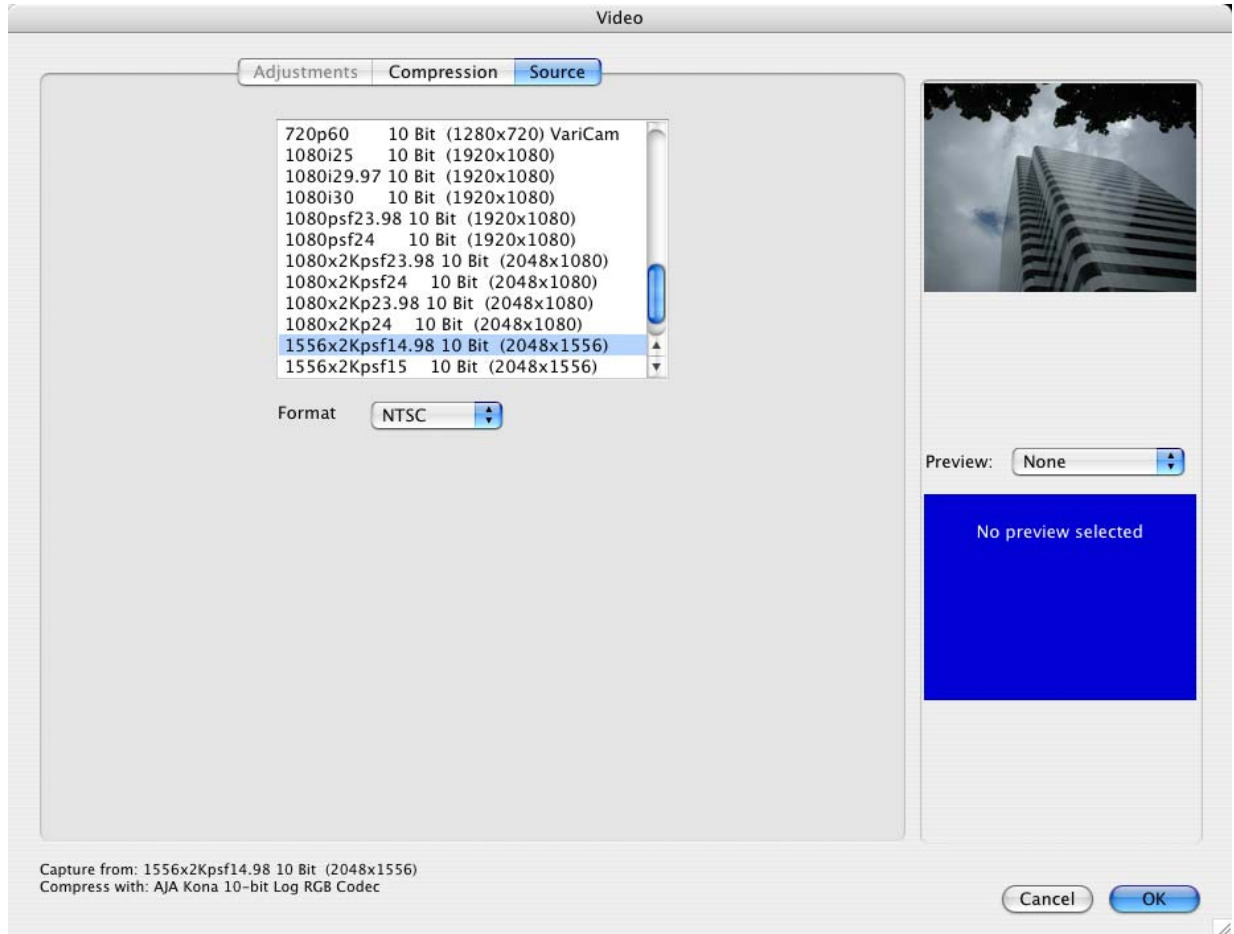 Video
Adjustments Compression Source
720p60 10 Bit (1280x720) VariCam
1080i25 10 Bit (1920x1080)
1080i29.97 10 Bit (1920x1080)
1080i30 10 Bit (1920x1080)
1080psf23.98 10 Bit (1920x1080)
1080psf24 10 Bit (1920x1080)
1080x2Kpsf23.98 10 Bit (2048x1080)
1080x2Kpsf24 10 Bit (2048x1080)
1080x2Kp23.98 10 Bit (2048x1080)
1080x2Kp24 10 Bit (2048x1080)
1556x2Kpsf14.98 10 Bit (2048x1556)
1556x2Kpsf15 10 Bit (2048x1556)
Format NTSC
Preview: None
No preview selected
Capture from: 1556x2Kpsf14.98 10 Bit (2048x1556)
Compress with: AJA Kona 10-bit Log RGB Codec
Cancel OK